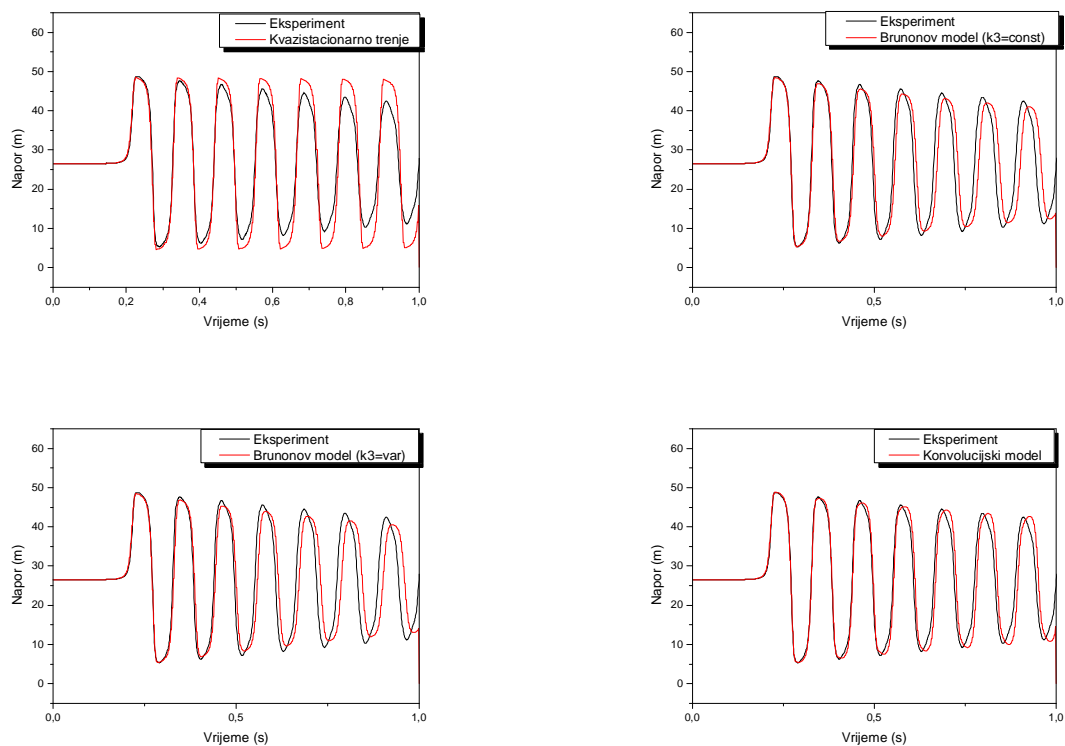 Eksperiment
Kvazistacionarno trenje
60
50
40
30
20
10
0
Napor (m)
0,0 0,2 0,4 0,6 0,8 1,0
Vrijeme (s)
Eksperiment
Brunonov model (k3=const)
60
50
40
30
20
10
0
Napor (m)
0,0 0,5 1,0
Vrijeme (s)
Eksperiment
Brunonov model (k3=var)
60
50
40
30
20
10
0
Napor (m)
0,0 0,5 1,0
Vrijeme (s)
Eksperiment
Konvolucijski model
60
50
40
30
20
10
0
Napor (m)
0,0 0,5 1,0
Vrijeme (s)